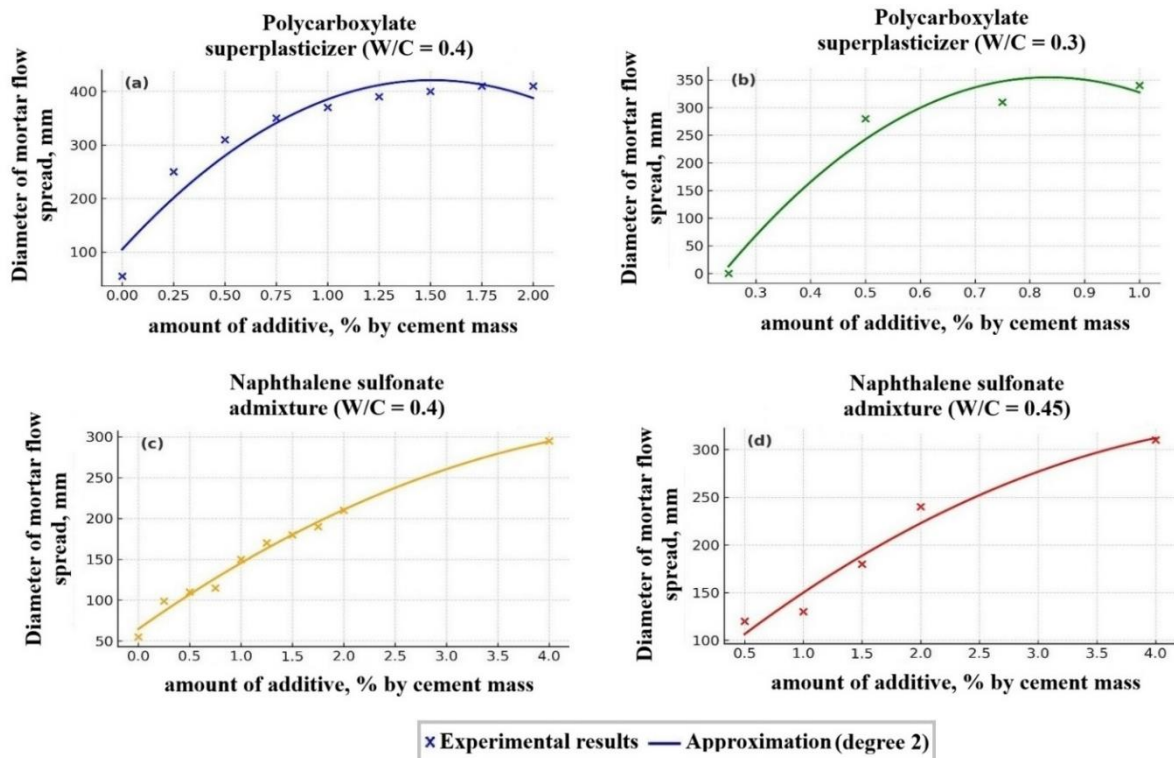 Polycarboxylate
superplasticizer (W/C = 0.4)
(a)
Diameter of mortar flow
spread, mm
400
300
200
100
0.00 0.25 0.50 0.75 1.00 1.25 1.50 1.75 2.00
amount of additive, % by cement mass
Polycarboxylate
superplasticizer (W/C = 0.3)
(b)
Diameter of mortar flow
spread, mm
350
300
250
200
150
100
50
0
0.3 0.4 0.5 0.6 0.7 0.8 0.9 1.0
amount of additive, % by cement mass
Naphthalene sulfonate
admixture (W/C = 0.4)
(c)
Diameter of mortar flow
spread, mm
300
250
200
150
100
50
0.0 0.5 1.0 1.5 2.0 2.5 3.0 3.5 4.0
amount of additive, % by cement mass
Naphthalene sulfonate
admixture (W/C = 0.45)
(d)
Diameter of mortar flow
spread, mm
300
250
200
150
100
0.5 1.0 1.5 2.0 2.5 3.0 3.5 4.0
amount of additive, % by cement mass
Experimental results Approximation (degree 2)